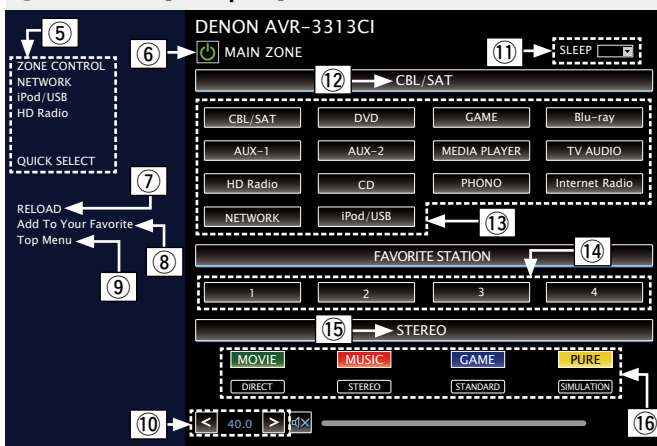 DENON AVR-3313CI
⑤
⑥ MAIN ZONE
⑪ SLEEP
ZONE CONTROL
NETWORK
iPod/USB
HD Radio
QUICK SELECT
⑫ CBL/SAT
CBL/SAT DVD GAME Blu-ray
AUX-1 AUX-2 MEDIA PLAYER TV AUDIO
HD Radio CD PHONO Internet Radio
NETWORK iPod/USB ⑬
⑦
RELOAD
Add To Your Favorite
⑧
Top Menu
⑨
FAVORITE STATION ⑭
1 2 3 4
⑮ STEREO
MOVIE MUSIC GAME PURE
DIRECT STEREO STANDARD SIMULATION
⑯
⑩ < 40.0 >